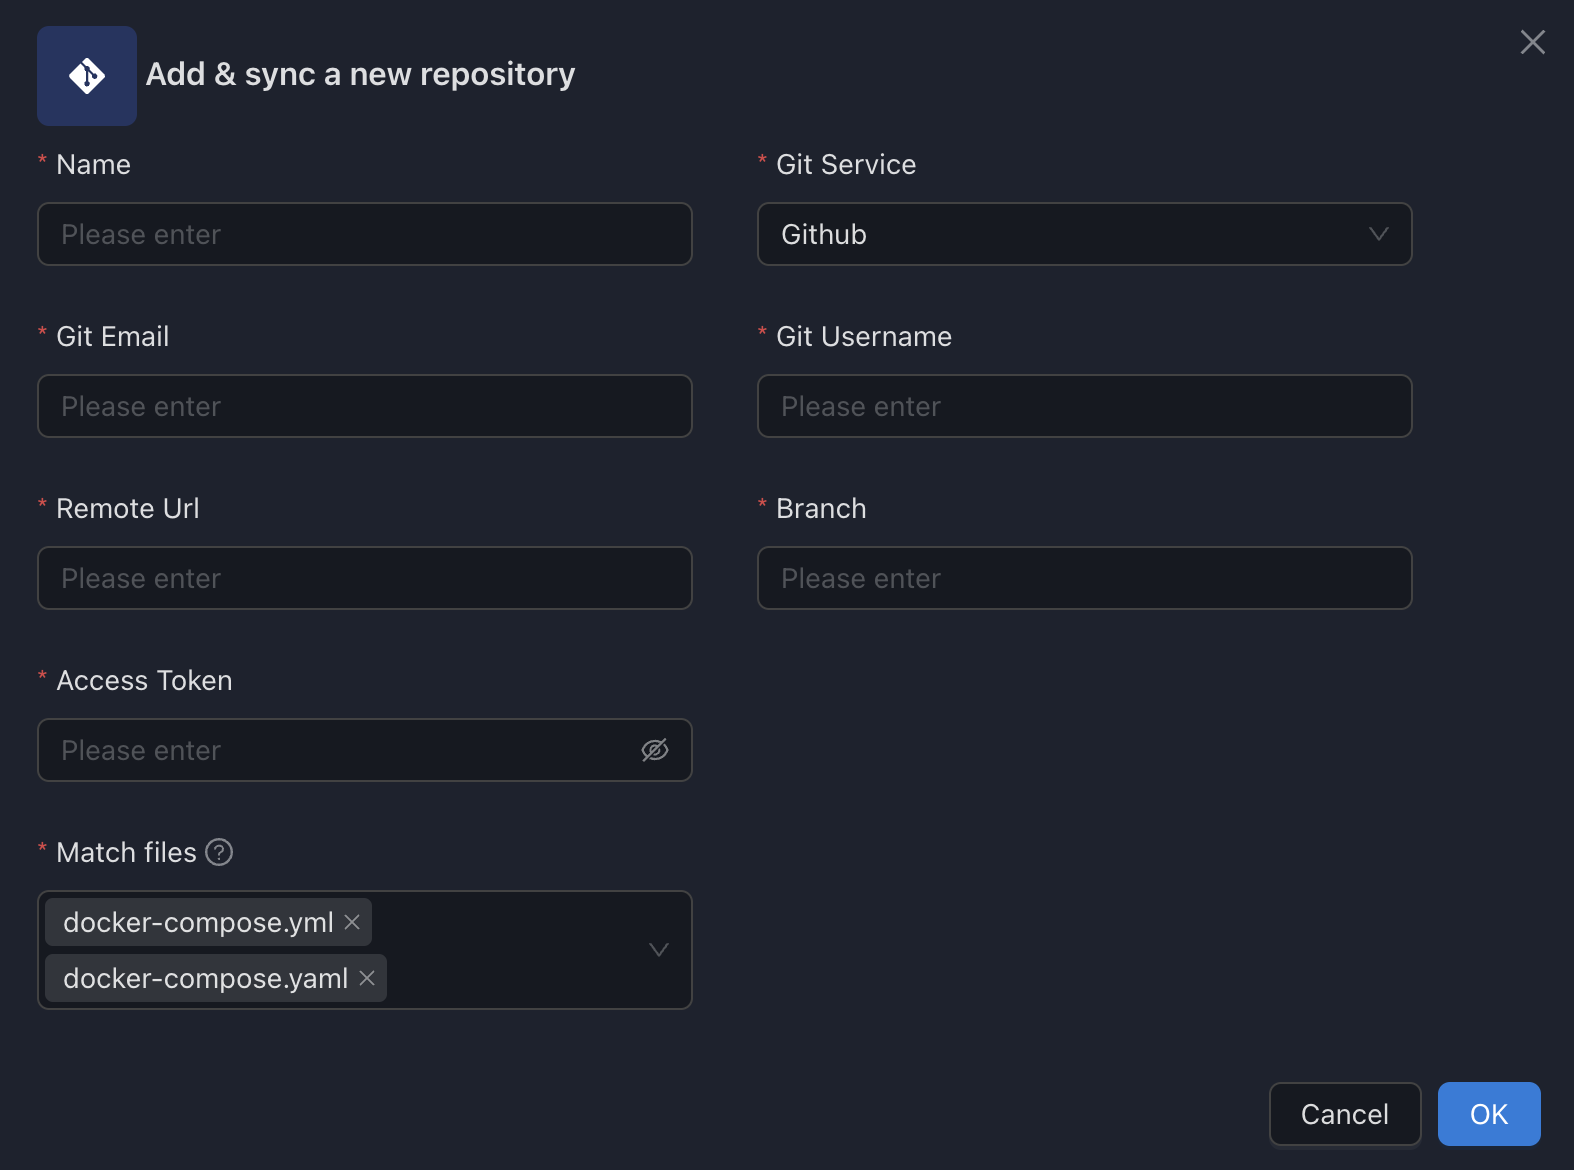 Add & sync a new repository
* Name
Please enter
* Git Service
Github
* Git Email
Please enter
* Git Username
Please enter
* Remote Url
Please enter
* Branch
Please enter
* Access Token
Please enter
* Match files ?
docker-compose.yml
docker-compose.yaml
Cancel
OK